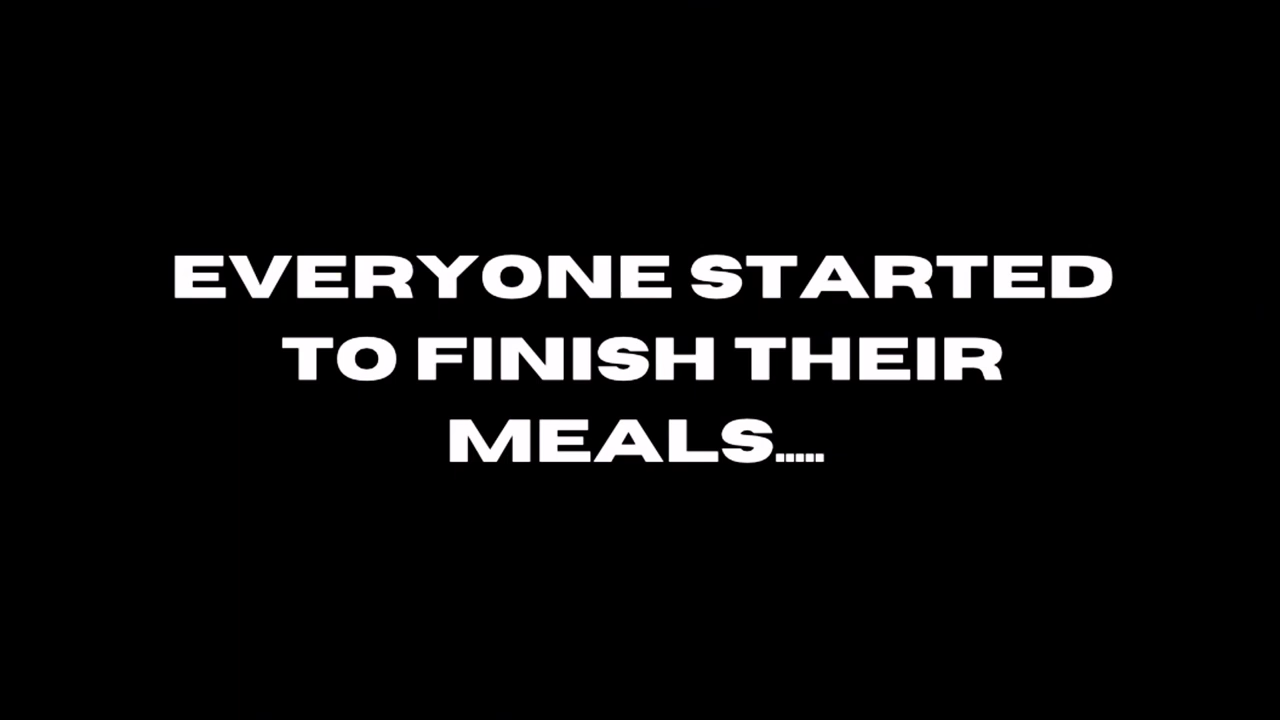 EVERYONE STARTED
TO FINISH THEIR
MEALS.....